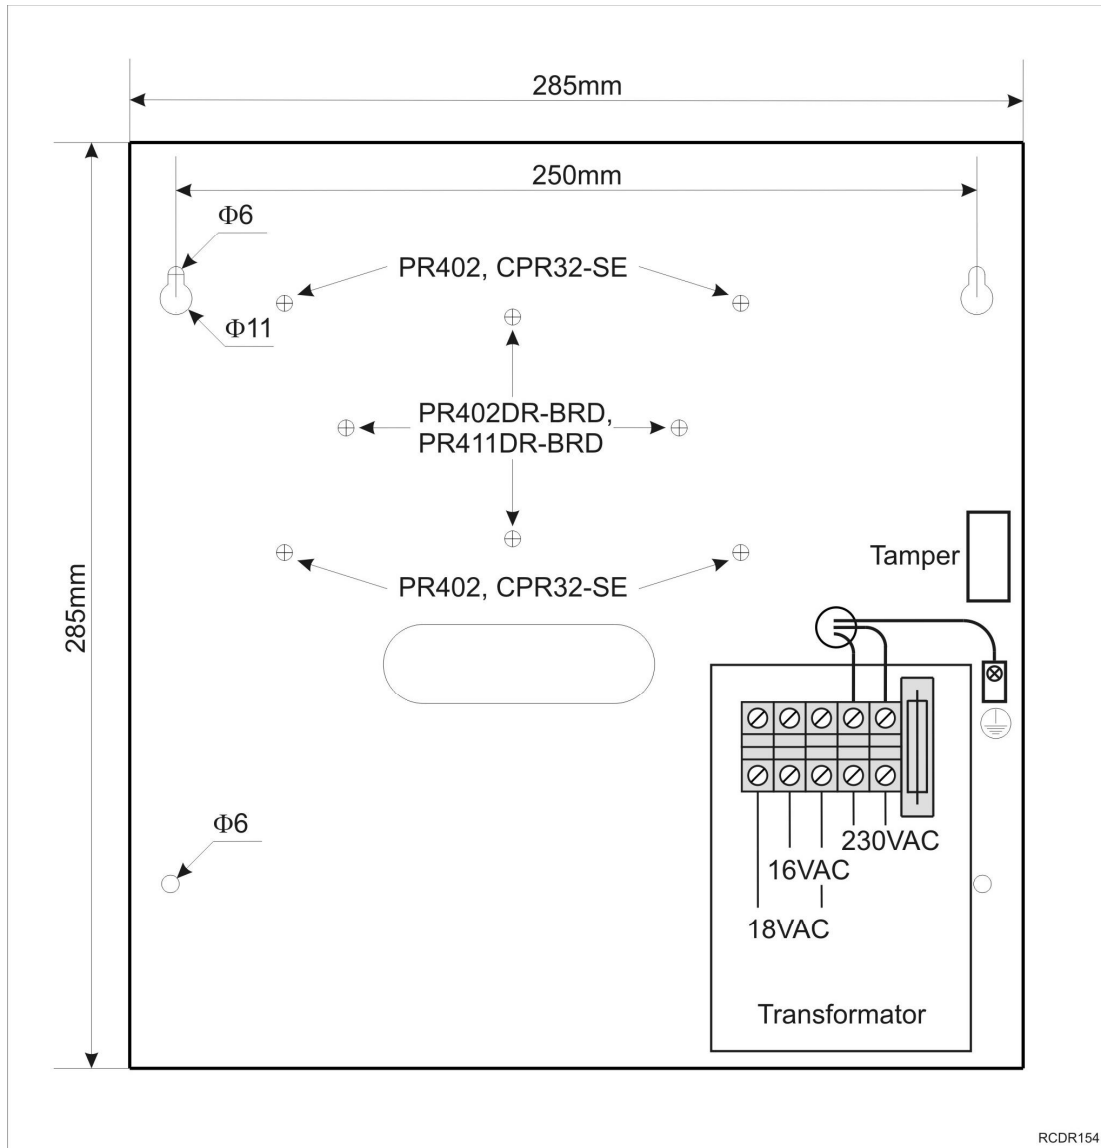 285mm
250mm
Φ6
PR402, CPR32-SE
Φ11
PR402DR-BRD,
PR411DR-BRD
285mm
Tamper
PR402, CPR32-SE
Φ6
230VAC
16VAC
18VAC
Transformator
RCDR154